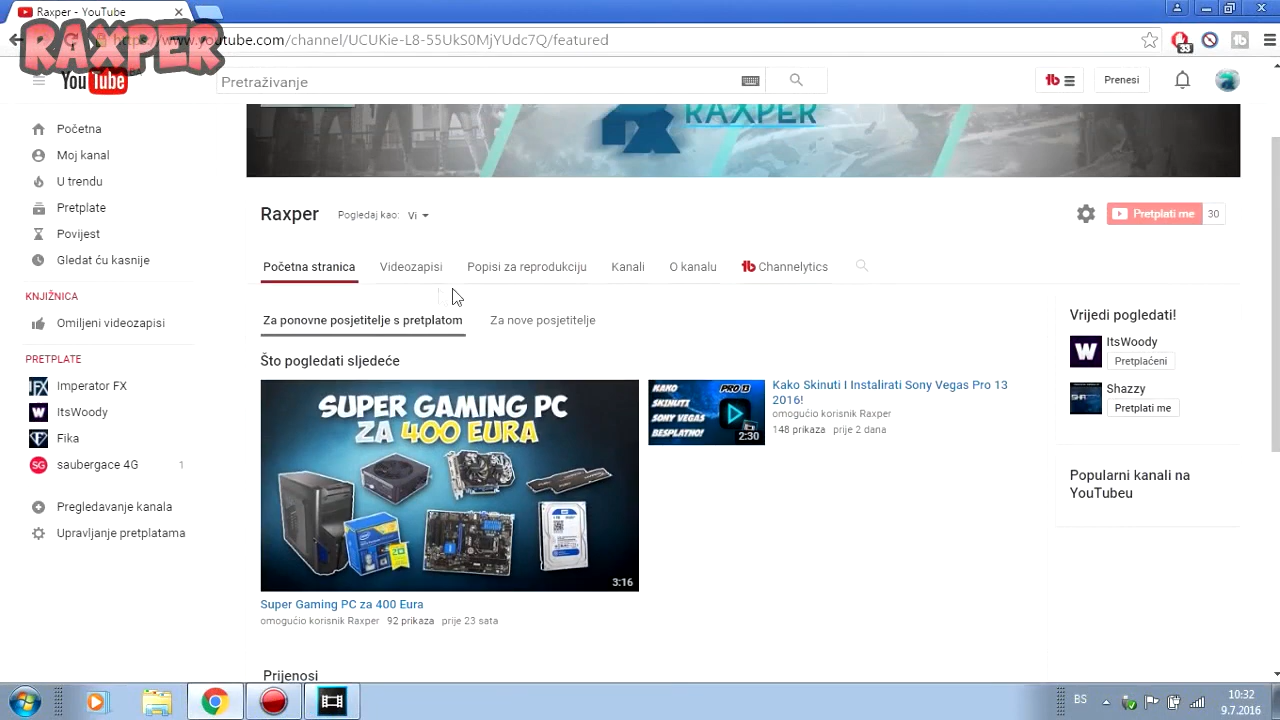 Raxper - YouTube
RAXPER
https://www.youtube.com/channel/UCUKie-L8-55UkS0MjYUdc7Q/featured
33
YouTube
Pretraživanje
Prenesi
RAXPER
Početna
Moj kanal
U trendu
Pretplate
Povijest
Gledat ću kasnije
KNJIŽNICA
Omiljeni videozapisi
PRETPLATE
Imperator FX
ItsWoody
Fika
saubergace 4G 1
Pregledavanje kanala
Upravljanje pretplatama
Raxper Pogledaj kao: Vi
Pretplati me 30
Početna stranica Videozapisi Popisi za reprodukciju Kanali O kanalu Channelytics
Za ponovne posjetitelje s pretplatom Za nove posjetitelje
Što pogledati sljedeće
SUPER GAMING PC
ZA 400 EURA
3:16
Super Gaming PC za 400 Eura
omogućio korisnik Raxper 92 prikaza prije 23 sata
KAKO
SKINUTI
SONY VEGAS
BESPLATNO!
PRO 13
2:30
Kako Skinuti I Instalirati Sony Vegas Pro 13
2016!
omogućio korisnik Raxper
148 prikaza prije 2 dana
Prijenosi
Vrijedi pogledati!
ItsWoody
Pretplaćeni
Shazzy
Pretplati me
Popularni kanali na
YouTubeu
BS
10:32
9.7.2016